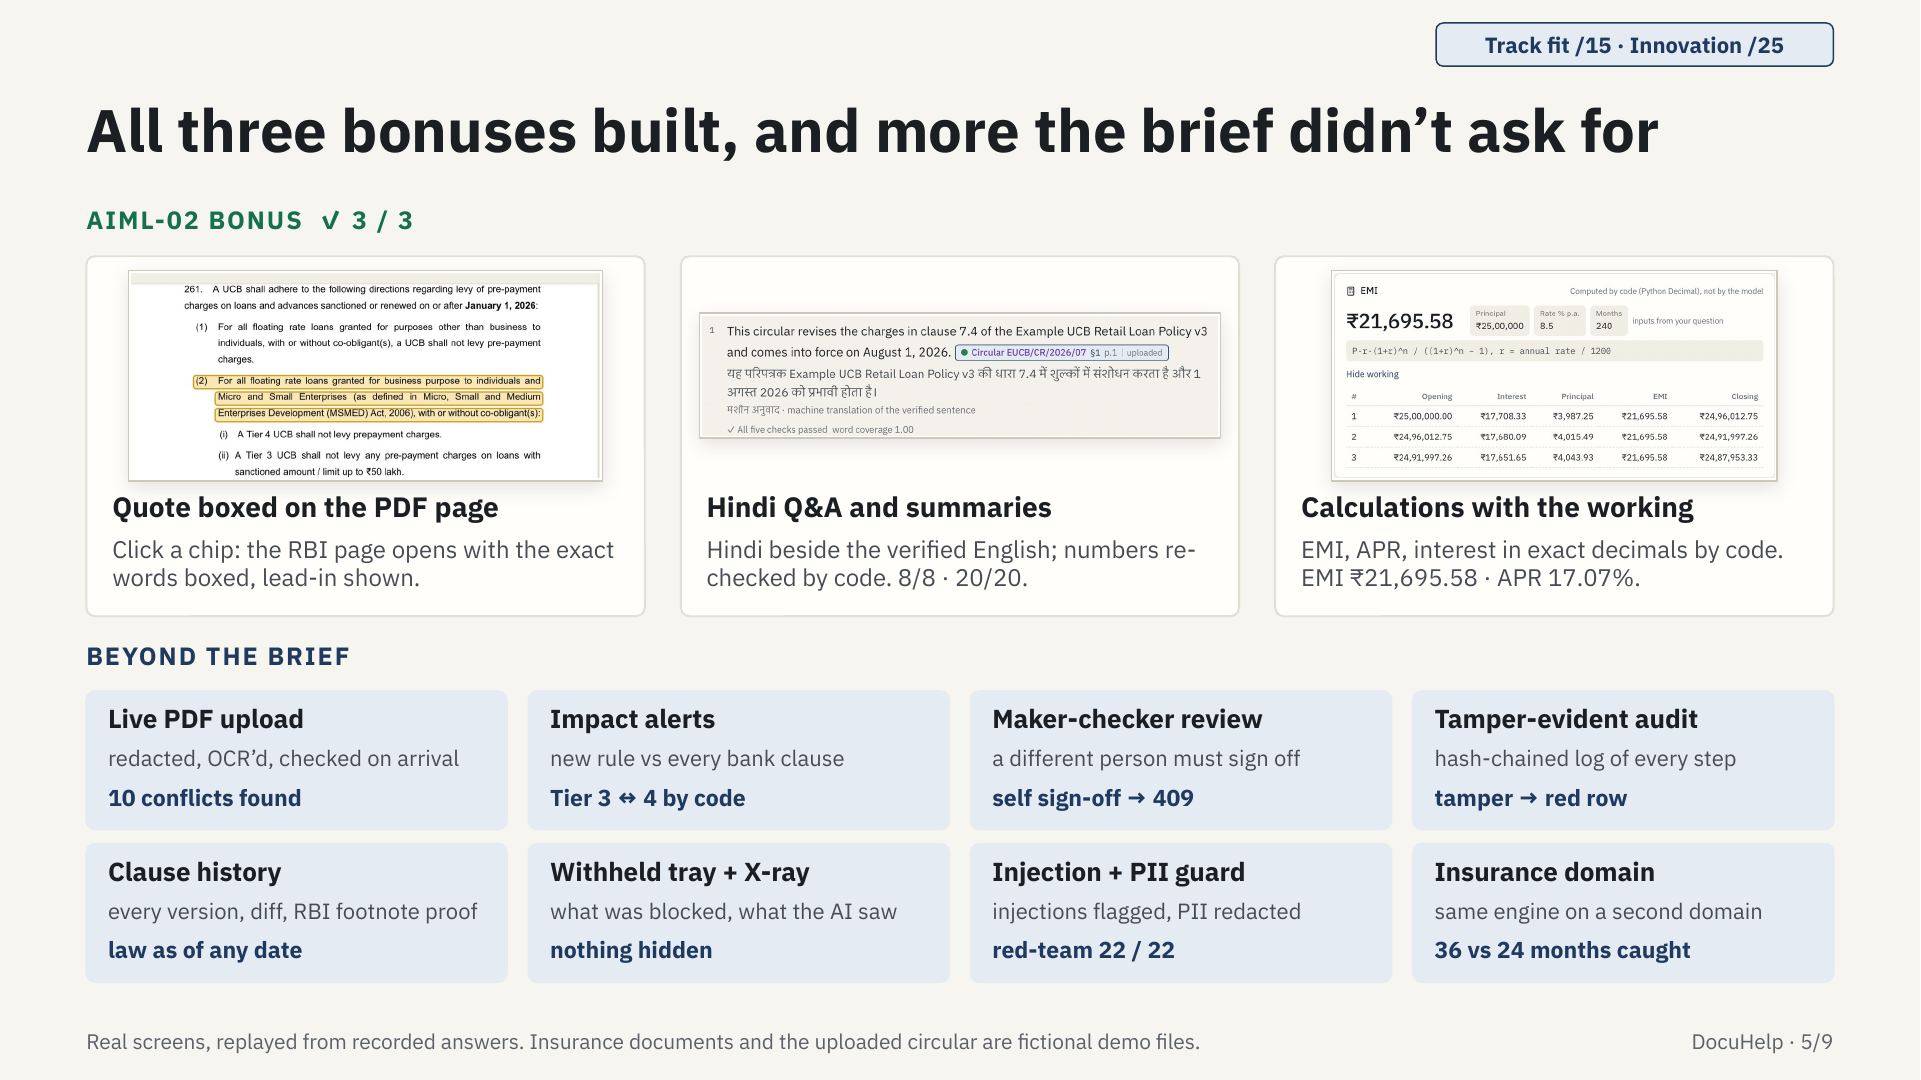 Track fit /15 · Innovation /25
All three bonuses built, and more the brief didn’t ask for
AIML-02 BONUS ✓ 3 / 3
261. A UCB shall adhere to the following directions regarding levy of pre-payment
charges on loans and advances sanctioned or renewed on or after January 1, 2026:
(1) For all floating rate loans granted for purposes other than business to
individuals, with or without co-obligant(s), a UCB shall not levy pre-payment
charges.
(2) For all floating rate loans granted for business purpose to individuals and
Micro and Small Enterprises (as defined in Micro, Small and Medium
Enterprises Development (MSMED) Act, 2006), with or without co-obligant(s):
(i) A Tier 4 UCB shall not levy prepayment charges.
(ii) A Tier 3 UCB shall not levy any pre-payment charges on loans with
sanctioned amount / limit up to ₹50 lakh.
Quote boxed on the PDF page
Click a chip: the RBI page opens with the exact
words boxed, lead-in shown.
1 This circular revises the charges in clause 7.4 of the Example UCB Retail Loan Policy v3
and comes into force on August 1, 2026. Circular EUCB/CR/2026/07 §1 p.1 | uploaded
यह परिपत्रक Example UCB Retail Loan Policy v3 की धारा 7.4 में शुल्कों में संशोधन करता है और 1
अगस्त 2026 को प्रभावी होता है।
मशीन अनुवाद · machine translation of the verified sentence
✓ All five checks passed word coverage 1.00
Hindi Q&A and summaries
Hindi beside the verified English; numbers re-
checked by code. 8/8 · 20/20.
EMI Computed by code (Python Decimal), not by the model
₹21,695.58 Principal ₹25,00,000 Rate % p.a. 8.5 Months 240 inputs from your question
P·r·(1+r)^n / ((1+r)^n − 1), r = annual rate / 1200
Hide working
# Opening Interest Principal EMI Closing
1 ₹25,00,000.00 ₹17,708.33 ₹3,987.25 ₹21,695.58 ₹24,96,012.75
2 ₹24,96,012.75 ₹17,680.09 ₹4,015.49 ₹21,695.58 ₹24,91,997.26
3 ₹24,91,997.26 ₹17,651.65 ₹4,043.93 ₹21,695.58 ₹24,87,953.33
Calculations with the working
EMI, APR, interest in exact decimals by code.
EMI ₹21,695.58 · APR 17.07%.
BEYOND THE BRIEF
Live PDF upload
redacted, OCR’d, checked on arrival
10 conflicts found
Impact alerts
new rule vs every bank clause
Tier 3 ↔ 4 by code
Maker-checker review
a different person must sign off
self sign-off → 409
Tamper-evident audit
hash-chained log of every step
tamper → red row
Clause history
every version, diff, RBI footnote proof
law as of any date
Withheld tray + X-ray
what was blocked, what the AI saw
nothing hidden
Injection + PII guard
injections flagged, PII redacted
red-team 22 / 22
Insurance domain
same engine on a second domain
36 vs 24 months caught
Real screens, replayed from recorded answers. Insurance documents and the uploaded circular are fictional demo files.
DocuHelp · 5/9